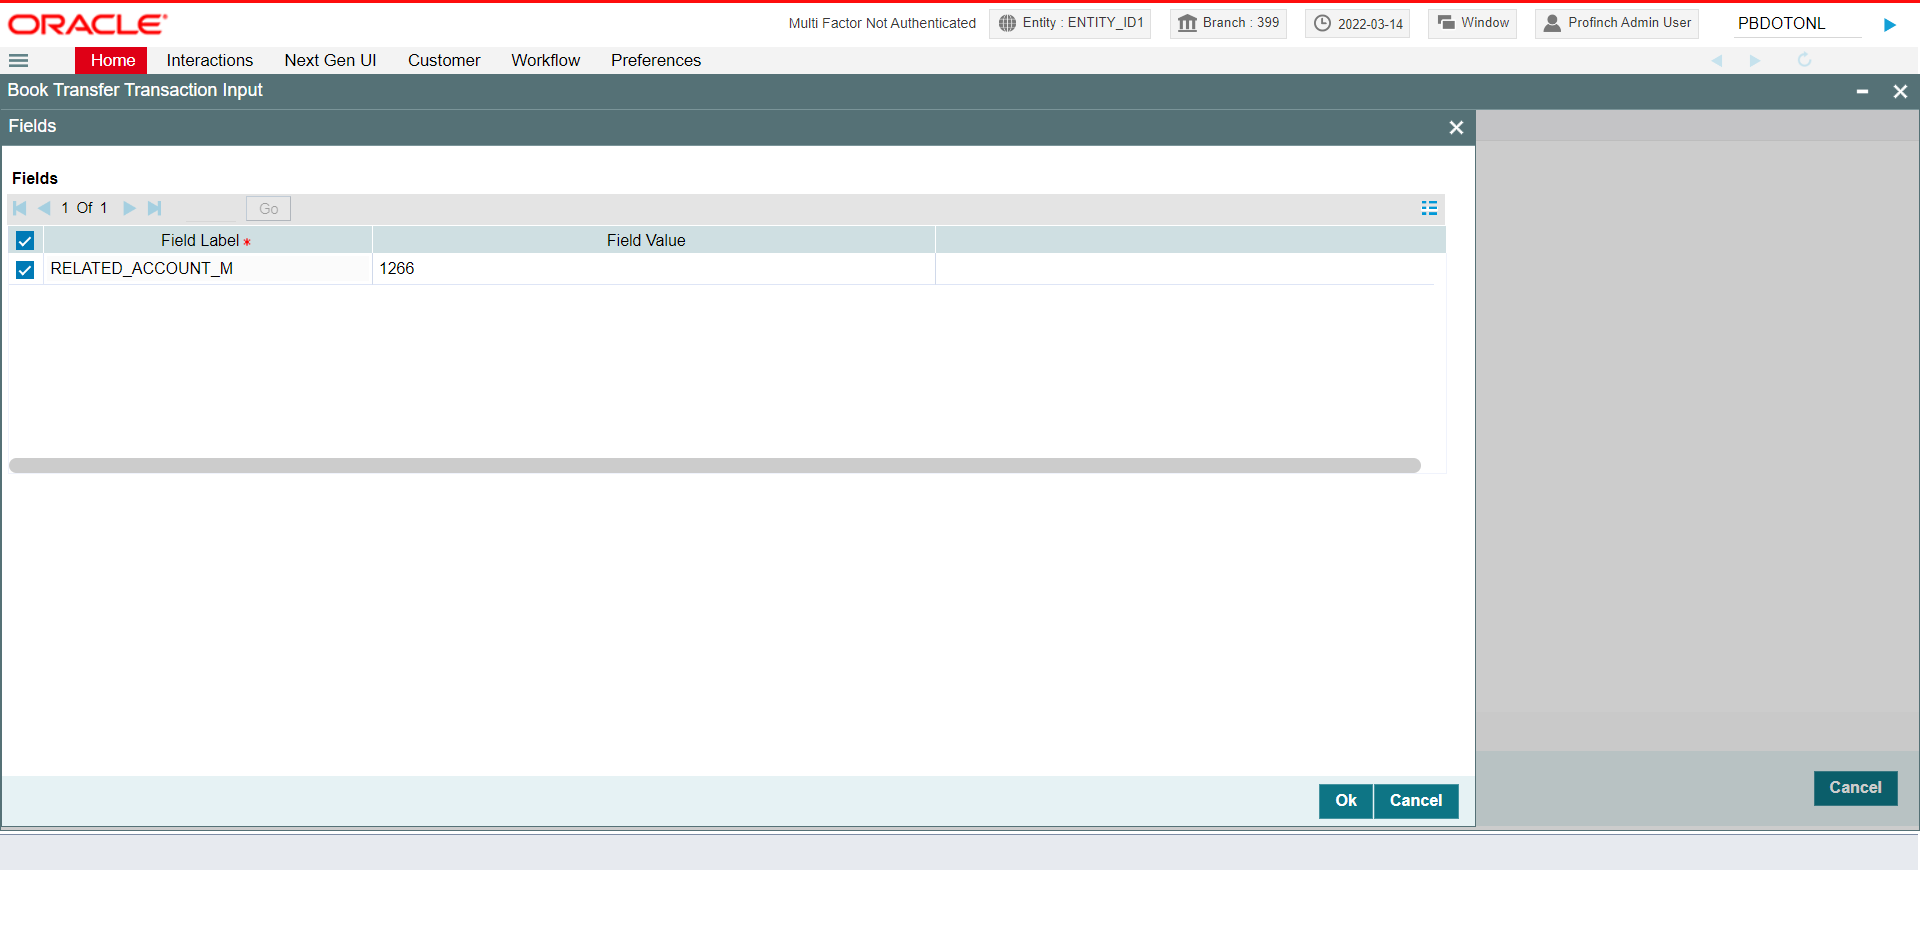 ORACLE
Multi Factor Not Authenticated
Entity : ENTITY_ID1
Branch : 399
2022-03-14
Window
Profinch Admin User
PBDOTONL
Home Interactions Next Gen UI Customer Workflow Preferences
Book Transfer Transaction Input
Fields
Fields
1 Of 1 Go
Field Label * Field Value
RELATED_ACCOUNT_M 1266
Cancel
Ok Cancel